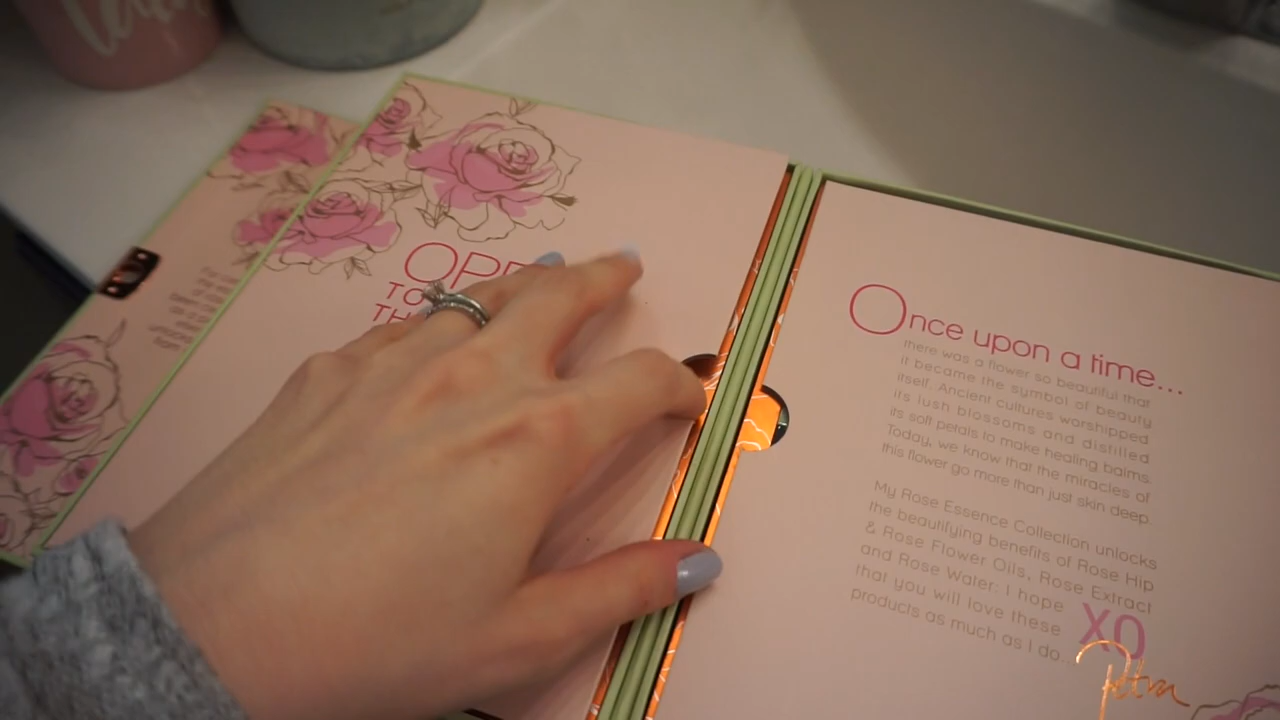 OPE
TO
TH
Once upon a time...
there was a flower so beautiful that
it became the symbol of beauty
itself. Ancient cultures worshipped
its lush blossoms and distilled
its soft petals to make healing balms.
Today, we know that the miracles of
this flower go more than just skin deep.
My Rose Essence Collection unlocks
the beautifying benefits of Rose Hip
& Rose Flower Oils, Rose Extract
and Rose Water; I hope
that you will love these
products as much as I do...
XO
Petra